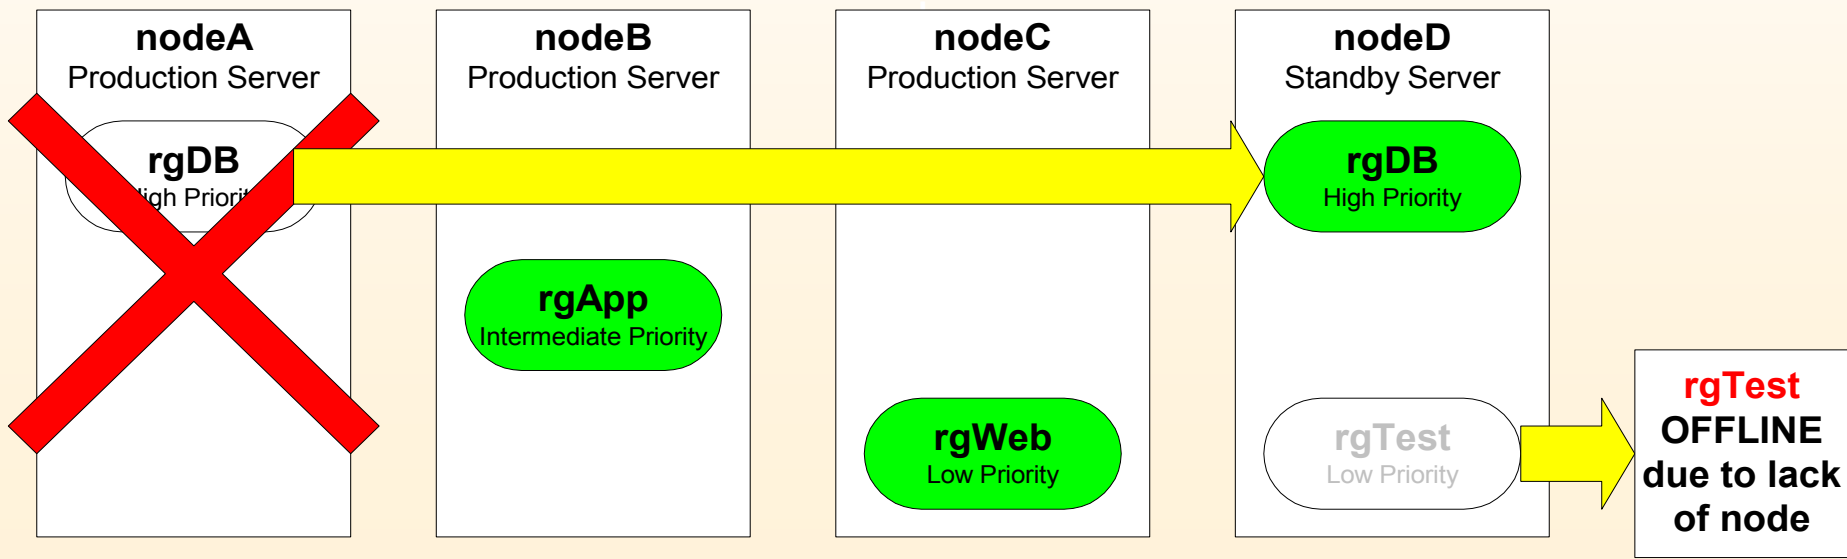 nodeA
Production Server
rgDB
nodeB
Production Server
rgApp
Intermediate Priority
nodeC
Production Server
rgWeb
Low Priority
nodeD
Standby Server
rgDB
High Priority
rgTest
Low Priority
rgTest
OFFLINE
due to lack
of node